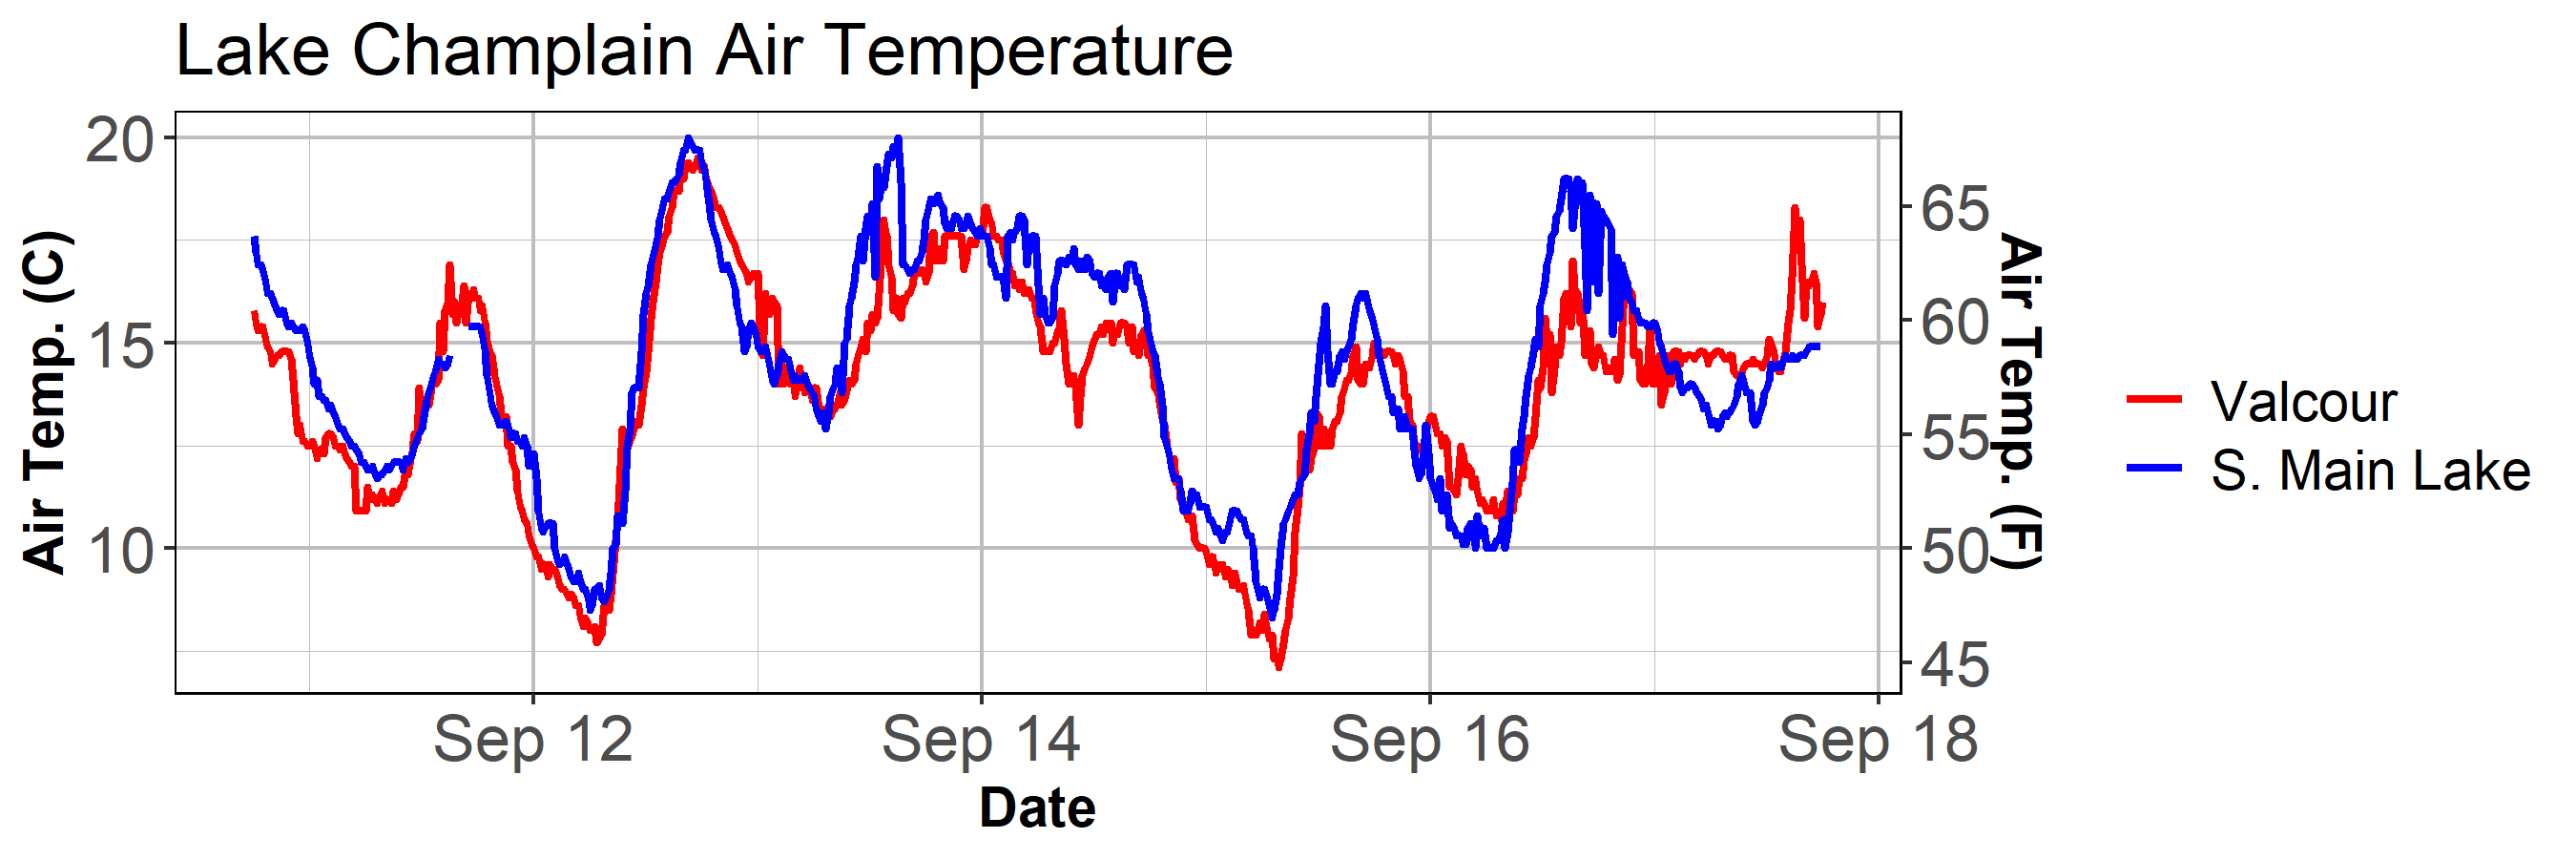 Lake Champlain Air Temperature
Air Temp. (C)
20
15
10
Air Temp. (F)
65
60
55
50
45
Sep 12
Sep 14
Sep 16
Sep 18
Date
Valcour
S. Main Lake